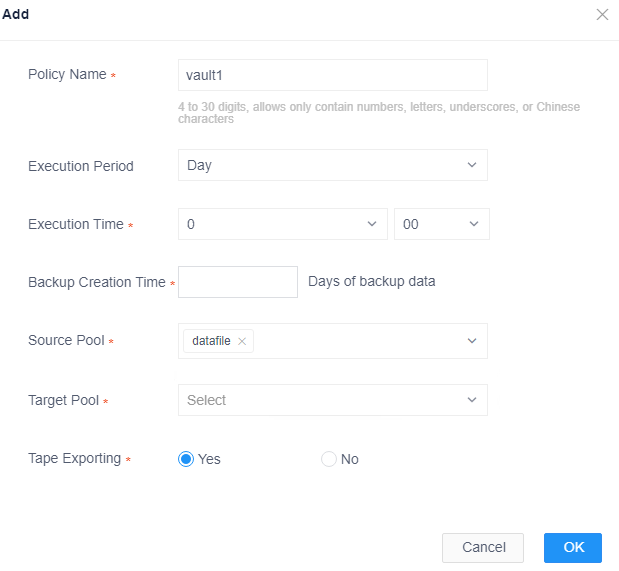 Add
Policy Name *
vault1
4 to 30 digits, allows only contain numbers, letters, underscores, or Chinese
characters
Execution Period
Day
Execution Time *
0
00
Backup Creation Time *
Days of backup data
Source Pool *
datafile
Target Pool *
Select
Tape Exporting *
Yes
No
Cancel
OK